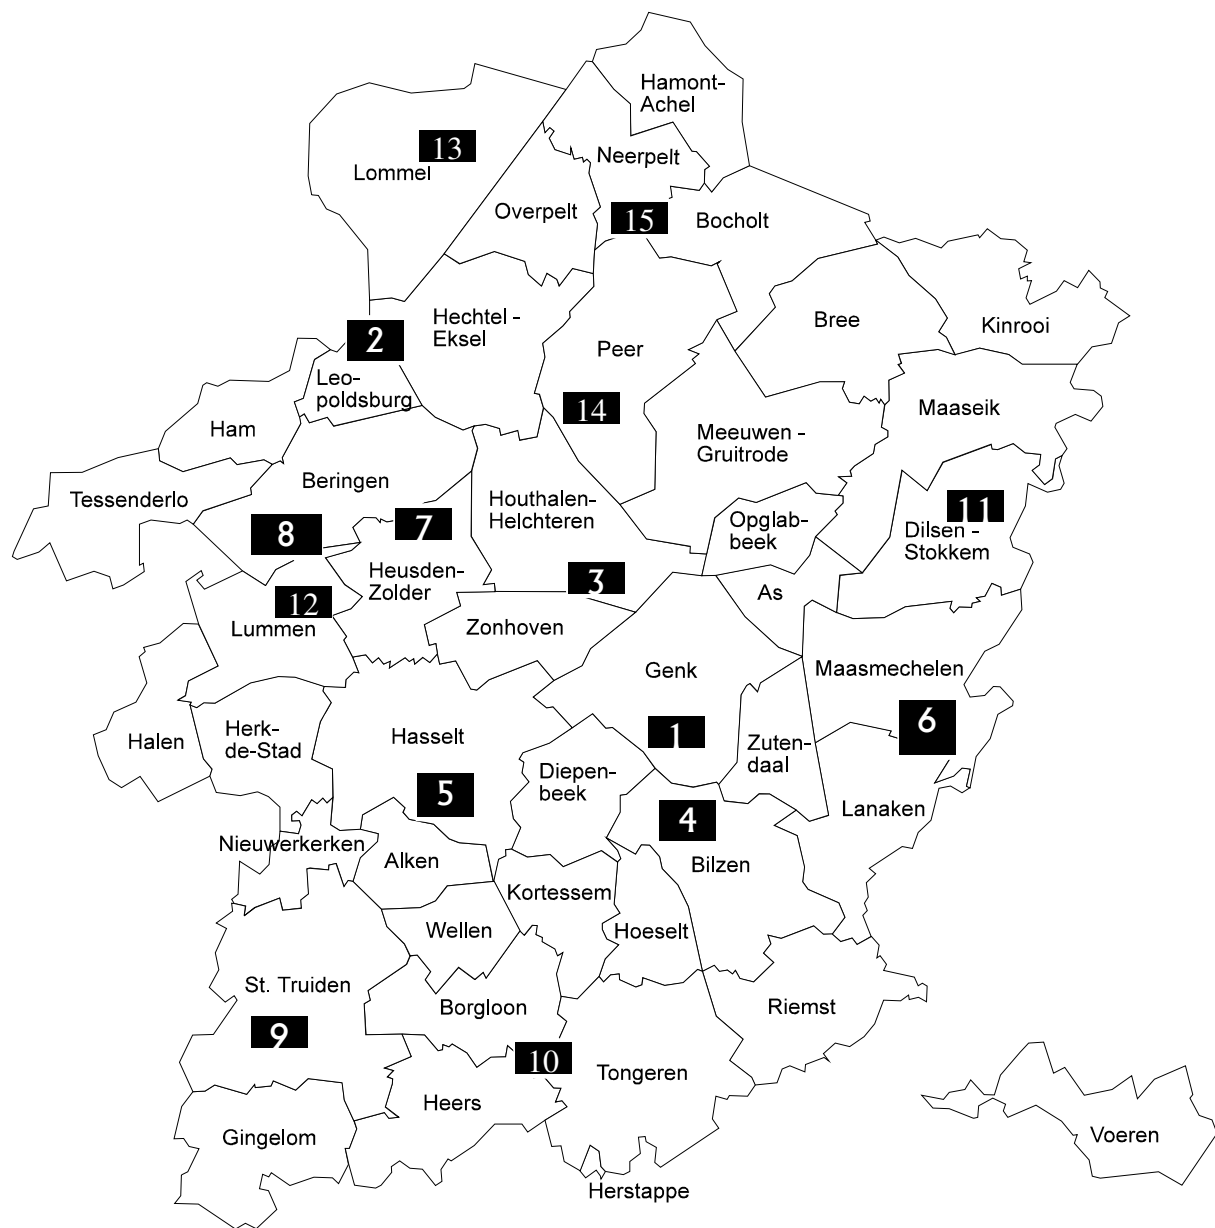 Hamont-
Achel
13
Lommel
Neerpelt
Overpelt
15
Bocholt
Hechtel -
Eksel
2
Bree
Kinrooi
Peer
Leo-
poldsburg
14
Maaseik
Ham
Meeuwen -
Gruitrode
Beringen
Tessenderlo
Houthalen-
Helchteren
11
Dilsen -
Stokkem
Opglab-
beek
8
7
Heusden-
Zolder
3
As
12
Lummen
Zonhoven
Genk
Maasmechelen
6
Halen
Herk-
de-Stad
Hasselt
1
Zuten-
daal
Diepen-
beek
5
4
Lanaken
Nieuwerkerken
Alken
Bilzen
Kortessem
Wellen
Hoeselt
St. Truiden
Borgloon
Riemst
9
10
Tongeren
Heers
Gingelom
Voeren
Herstappe